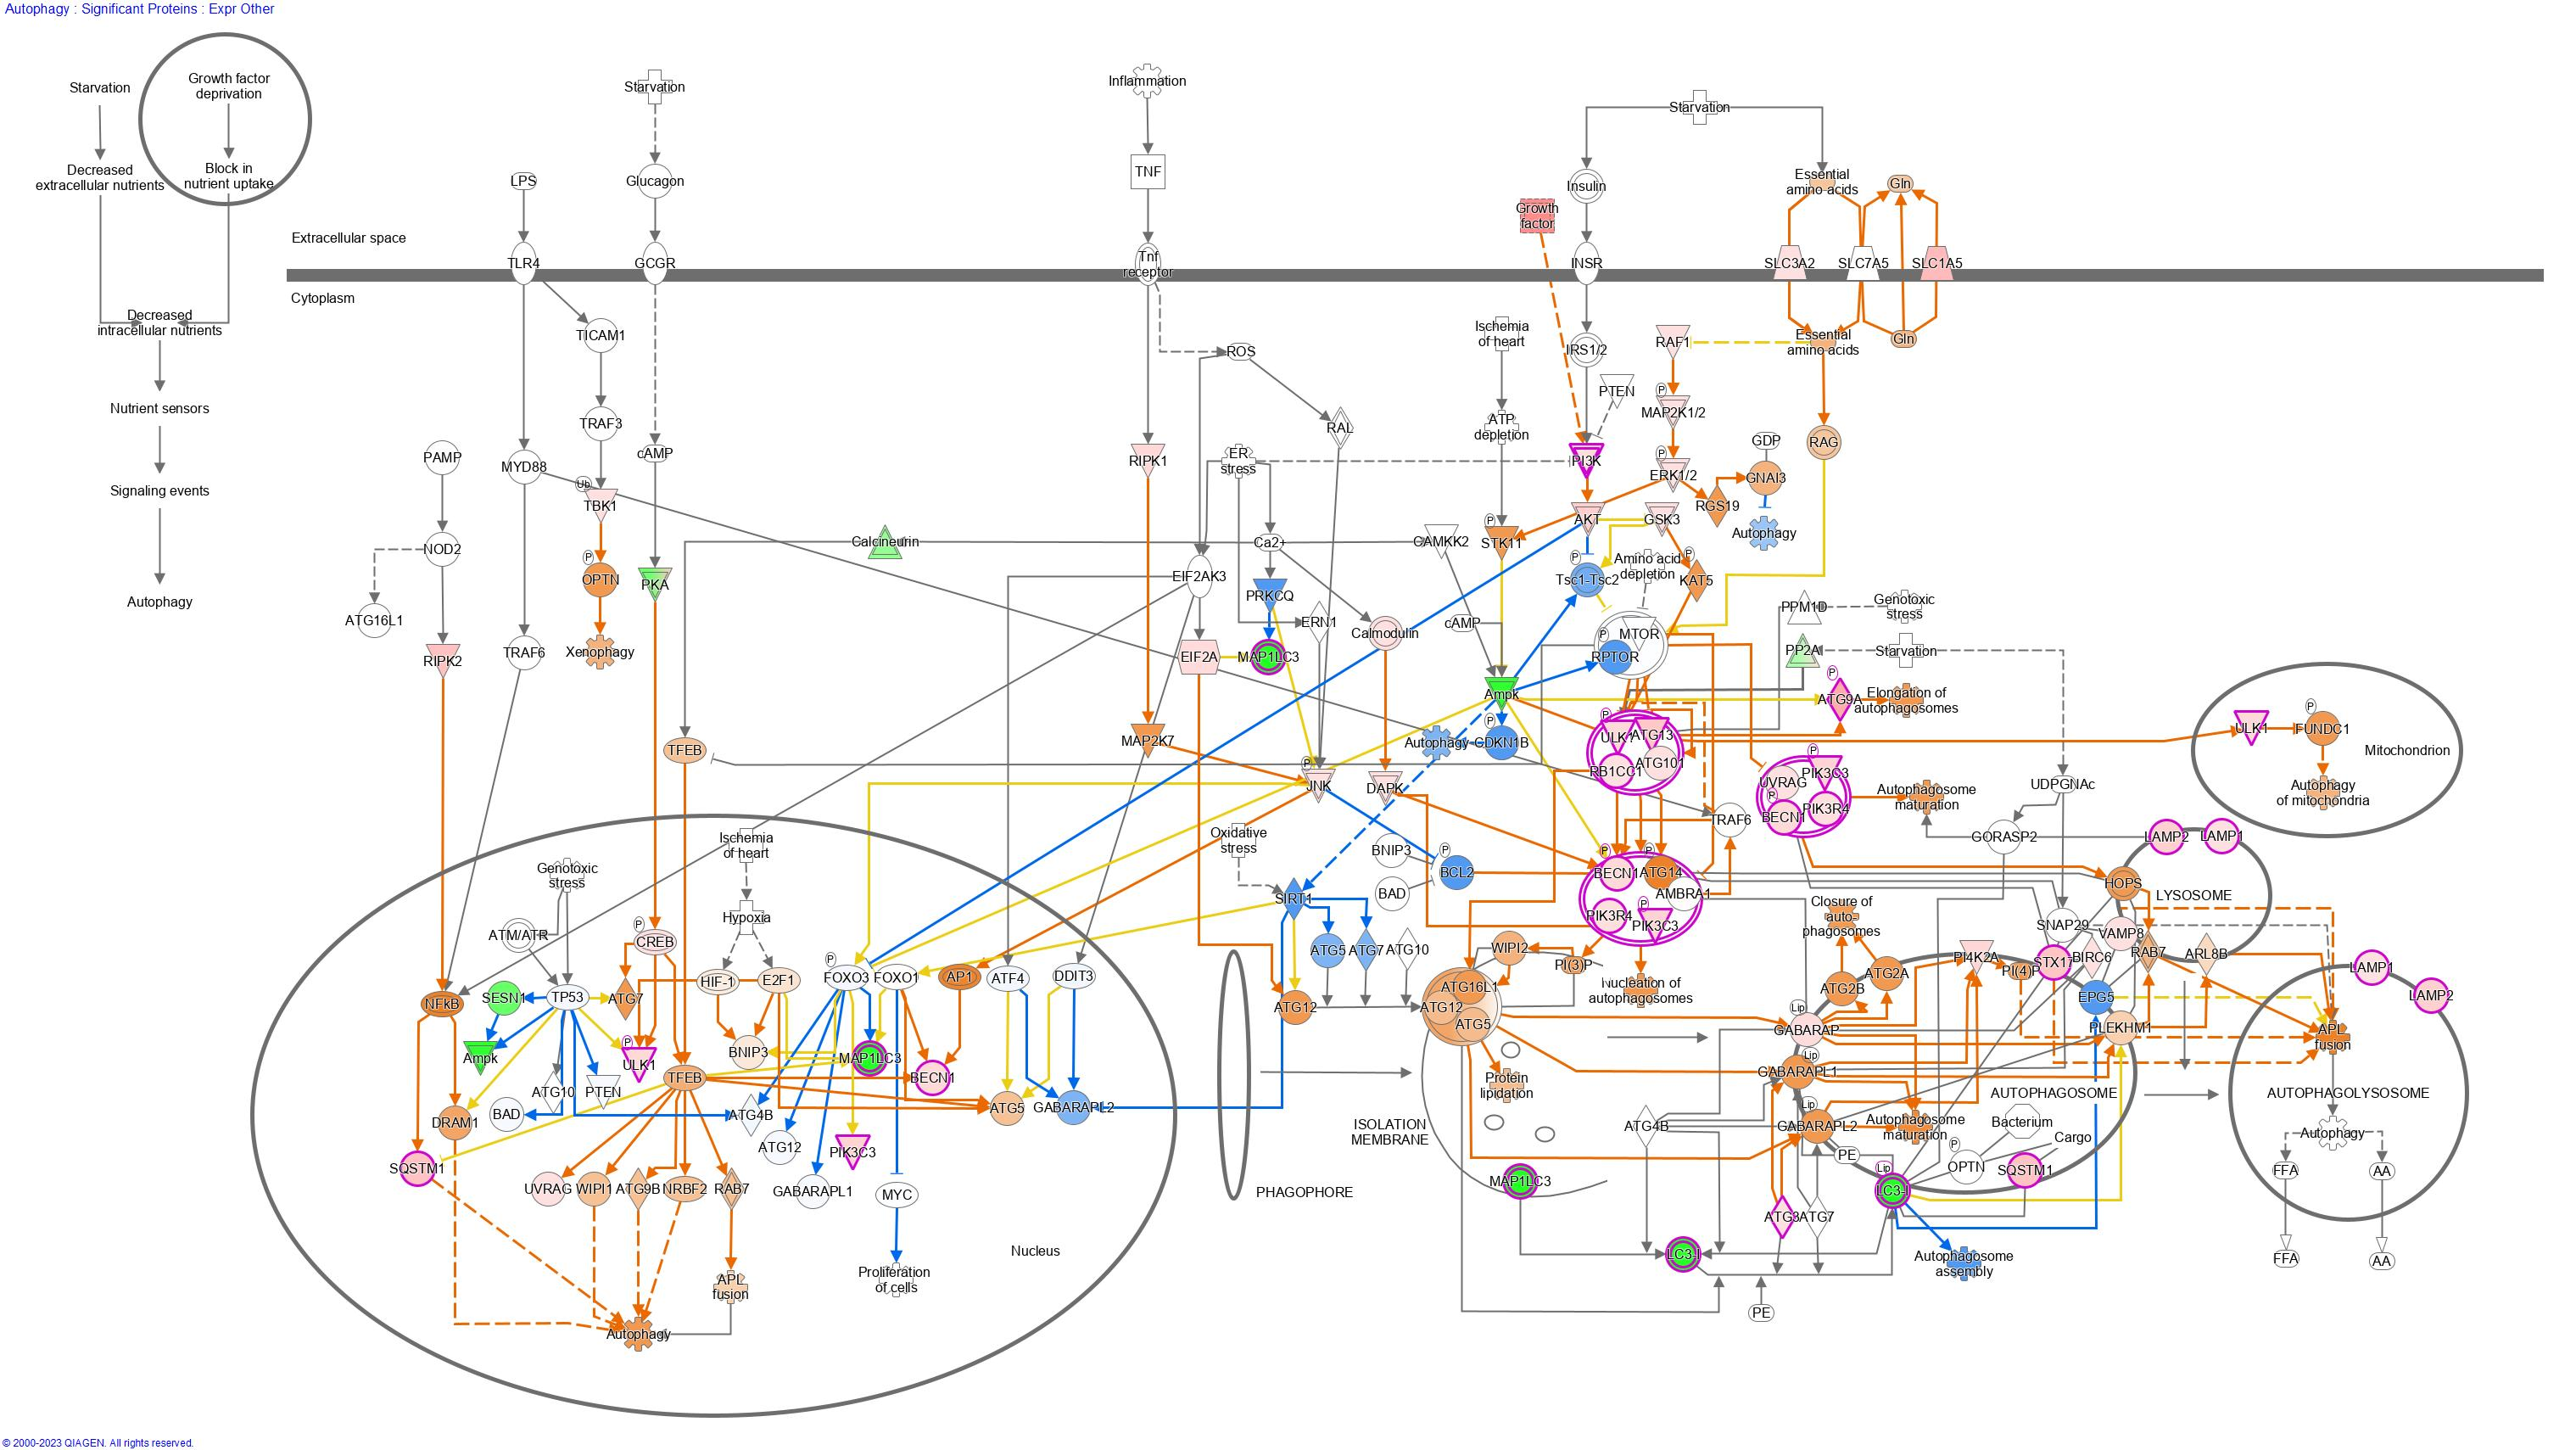 Autophagy : Significant Proteins : Expr Other
Starvation
Growth factor
deprivation
Decreased
extracellular nutrients
Block in
nutrient uptake
Decreased
intracellular nutrients
Nutrient sensors
Signaling events
Autophagy
Extracellular space
Cytoplasm
LPS
Starvation
Glucagon
Inflammation
TNF
Starvation
Insulin
Growth
factor
Essential
amino acids
Gln
TLR4
GCGR
Tnf
receptor
INSR
SLC3A2
SLC7A5
SLC1A5
TICAM1
ROS
Ischemia
of heart
IRS1/2
RAF1
Essential
amino acids
Gln
PTEN
P
MAP2K1/2
TRAF3
RAL
ATP
depletion
PAMP
MYD88
cAMP
RIPK1
ER
stress
PI3K
P
ERK1/2
GDP
GNAI3
RAG
Ub
TBK1
RGS19
NOD2
Calcineurin
Ca2+
CAMKK2
P
STK11
AKT
GSK3
Autophagy
P
OPTN
PKA
EIF2AK3
PRKCQ
P
Tsc1-Tsc2
Amino acid
depletion
P
KAT5
ATG16L1
ERN1
Calmodulin
cAMP
PPM1D
Genotoxic
stress
RIPK2
TRAF6
Xenophagy
EIF2A
MAP1LC3
P
MTOR
RPTOR
PP2A
Starvation
Ampk
P
ATG9A
Elongation of
autophagosomes
TFEB
MAP2K7
Autophagy
P
CDKN1B
P
ULK1
ATG13
RB1CC1
ATG101
ULK1
P
FUNDC1
Mitochondrion
Autophagy
of mitochondria
P
JNK
DAPK
UVRAG
P
PIK3C3
P
BECN1
PIK3R4
Autophagosome
maturation
UDPGNAc
TRAF6
GORASP2
LAMP2
LAMP1
Ischemia
of heart
Oxidative
stress
BNIP3
P
BCL2
BAD
P
BECN1
P
ATG14
AMBRA1
PIK3R4
P
PIK3C3
HOPS
LYSOSOME
Genotoxic
stress
Hypoxia
SIRT1
Closure of
auto-
phagosomes
SNAP29
VAMP8
ATM/ATR
P
CREB
ATG5
ATG7
ATG10
WIPI2
PI(3)P
PI4K2A
PI(4)P
STX17
BIRC6
RAB7
ARL8B
LAMP1
LAMP2
NFkB
SESN1
TP53
ATG7
HIF-1
E2F1
P
FOXO3
FOXO1
AP1
ATF4
DDIT3
ATG12
ATG16L1
ATG12
ATG5
Nucleation of
autophagosomes
ATG2B
ATG2A
EPG5
PLEKHM1
Lip
GABARAP
APL
fusion
Ampk
P
ULK1
BNIP3
MAP1LC3
BECN1
TFEB
Lip
GABARAPL1
Protein
lipidation
ATG10
PTEN
BAD
DRAM1
ATG4B
ATG5
GABARAPL2
ATG12
PIK3C3
ISOLATION
MEMBRANE
ATG4B
Lip
GABARAPL2
Autophagosome
maturation
AUTOPHAGOSOME
Bacterium
Cargo
AUTOPHAGOLYSOSOME
Autophagy
SQSTM1
UVRAG
WIPI1
ATG9B
NRBF2
RAB7
GABARAPL1
MYC
PHAGOPHORE
MAP1LC3
PE
P
OPTN
SQSTM1
Lip
FFA
AA
ATG3
ATG7
Nucleus
LC3-I
Autophagosome
assembly
FFA
AA
Proliferation
of cells
APL
fusion
PE
Autophagy
© 2000-2023 QIAGEN. All rights reserved.